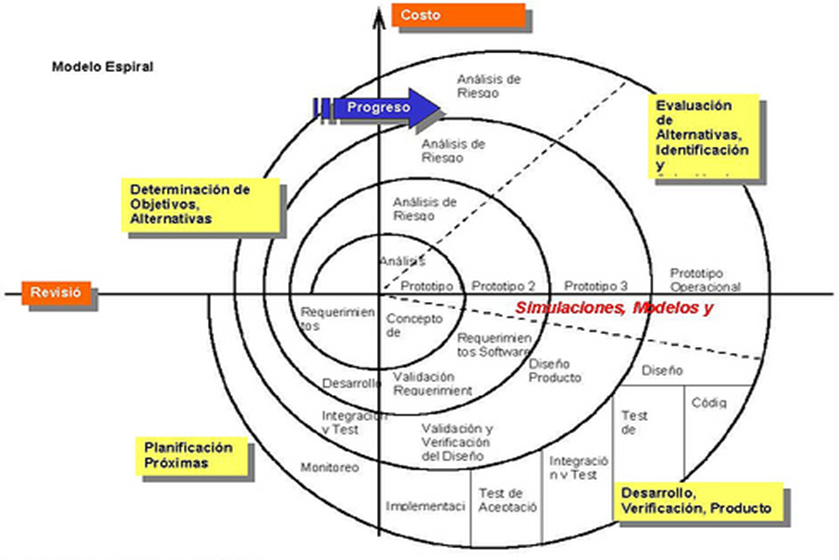 Costo
Modelo Espiral
Análisis de
Riesgo
Progreso
Evaluación
de
Alternativas,
Identificación
y
Análisis de
Riesgo
Determinación de
Objetivos,
Alternativas
Análisis de
Riesgo
Análisis
Prototipo
Prototipo 2
Prototipo 3
Prototipo
Operacional
Revisió
Simulaciones, Modelos y
Requerimien
tos
Concepto
de
Requerimien
tos Software
Diseño
Producto
Diseño
Desarrollo
Validación
Requeriment
Códig
Integración
y Test
Test
de
Validación y
Verificación
del Diseño
Planificación
Próximas
Monitoreo
Integració
n y Test
Implementaci
Test de
Aceptació
Desarrollo,
Verificación, Producto